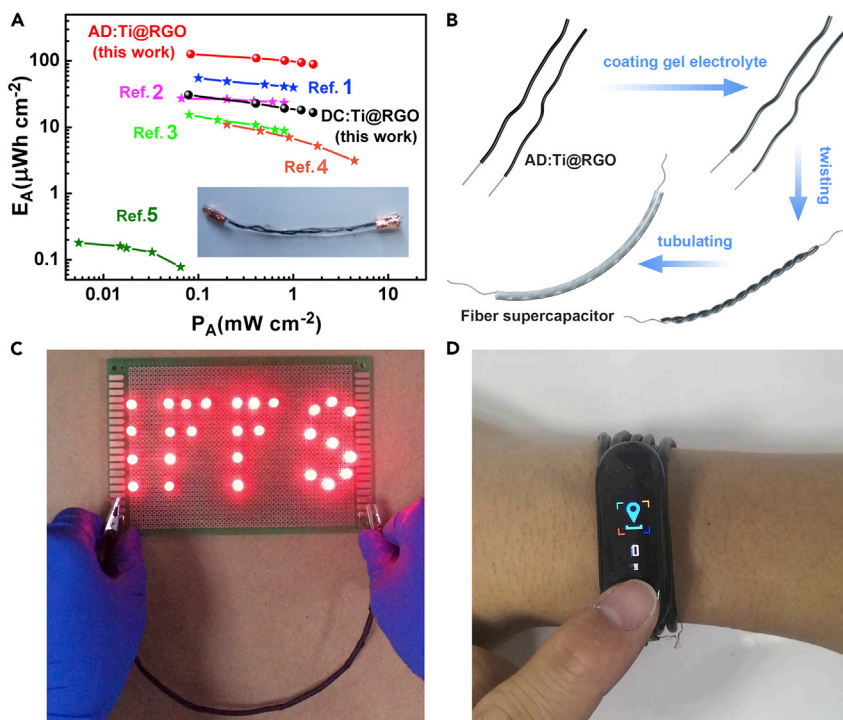 A
AD:Ti@RGO
(this work)
Ref.1
Ref.2
DC:Ti@RGO
(this work)
Ref.3
Ref.4
Ref.5
100
10
1
0.1
E_A(μWh cm⁻²)
0.01
0.1
1
10
P_A(mW cm⁻²)
B
coating gel electrolyte
AD:Ti@RGO
twisting
tubulating
Fiber supercapacitor
C
IFTS
D